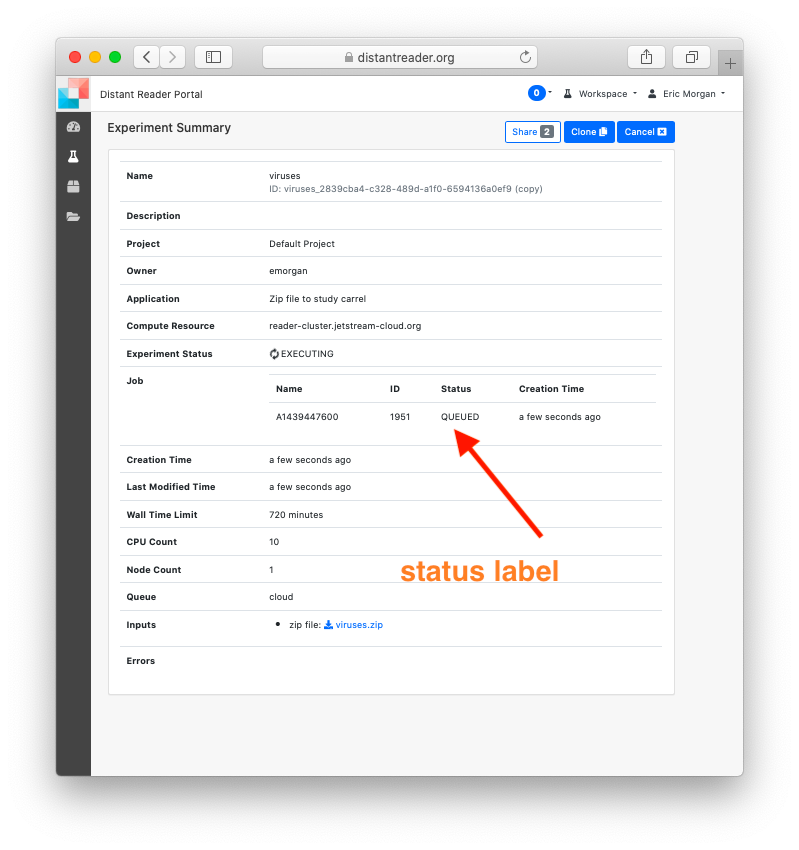 distantreader.org
Distant Reader Portal
0
Workspace
Eric Morgan
Experiment Summary
Share 2
Clone
Cancel
Name viruses
ID: viruses_2839cba4-c328-489d-a1f0-6594136a0ef9 (copy)
Description
Project Default Project
Owner emorgan
Application Zip file to study carrel
Compute Resource reader-cluster.jetstream-cloud.org
Experiment Status EXECUTING
Job
Name ID Status Creation Time
A1439447600 1951 QUEUED a few seconds ago
Creation Time a few seconds ago
Last Modified Time a few seconds ago
Wall Time Limit 720 minutes
CPU Count 10
Node Count 1
status label
Queue cloud
Inputs • zip file: viruses.zip
Errors